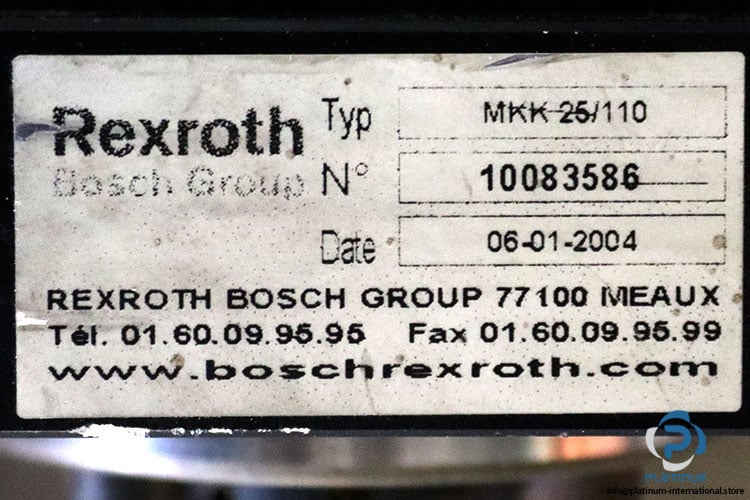 Rexroth
Bosch Group
Typ MKK 25/110
N° 10083586
Date 06-01-2004
REXROTH BOSCH GROUP 77100 MEAUX
Tél. 01.60.09.95.95 Fax 01.60.09.95.99
www.boschrexroth.com
PLATINUM
Info@platinum-international.store